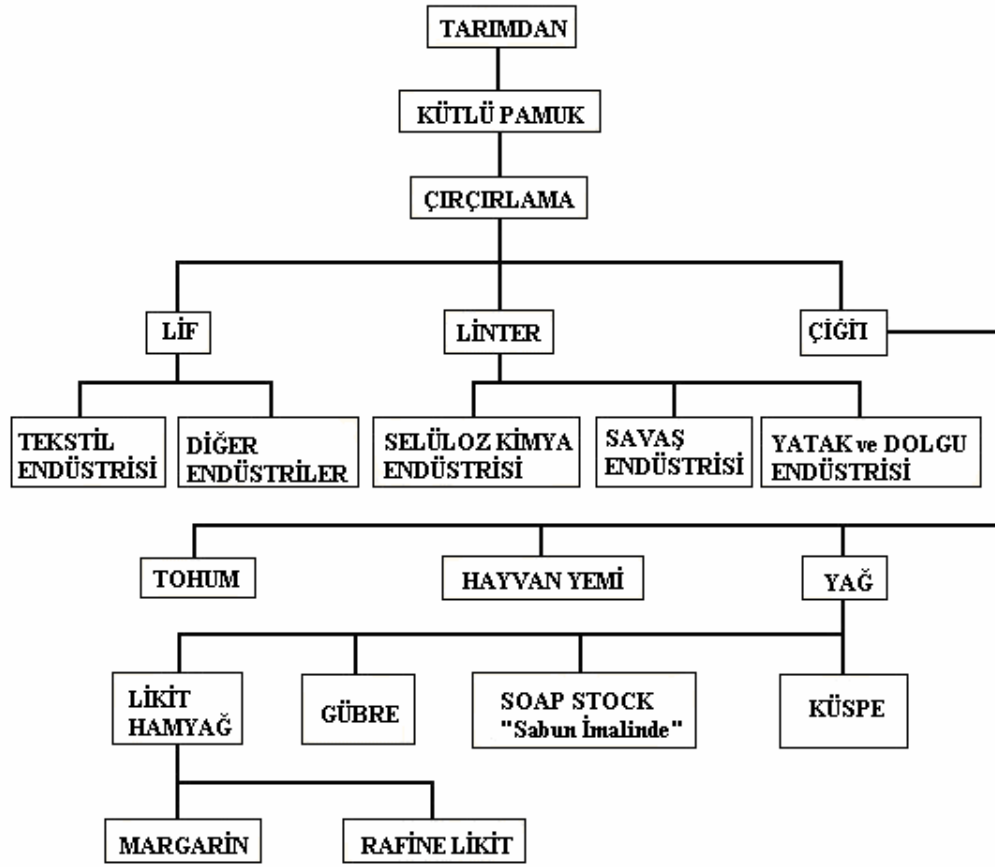 TARIMDAN
KÜTLÜ PAMUK
ÇIRÇIRLAMA
LİF
LİNTER
ÇİĞİT
TEKSTİL
ENDÜSTRİSİ
DİĞER
ENDÜSTRİLER
SELÜLOZ KİMYA
ENDÜSTRİSİ
SAVAŞ
ENDÜSTRİSİ
YATAK ve DOLGU
ENDÜSTRİSİ
TOHUM
HAYVAN YEMİ
YAĞ
LİKİT
HAMYAĞ
GÜBRE
SOAP STOCK
"Sabun İmalinde"
KÜSPE
MARGARİN
RAFİNE LİKİT